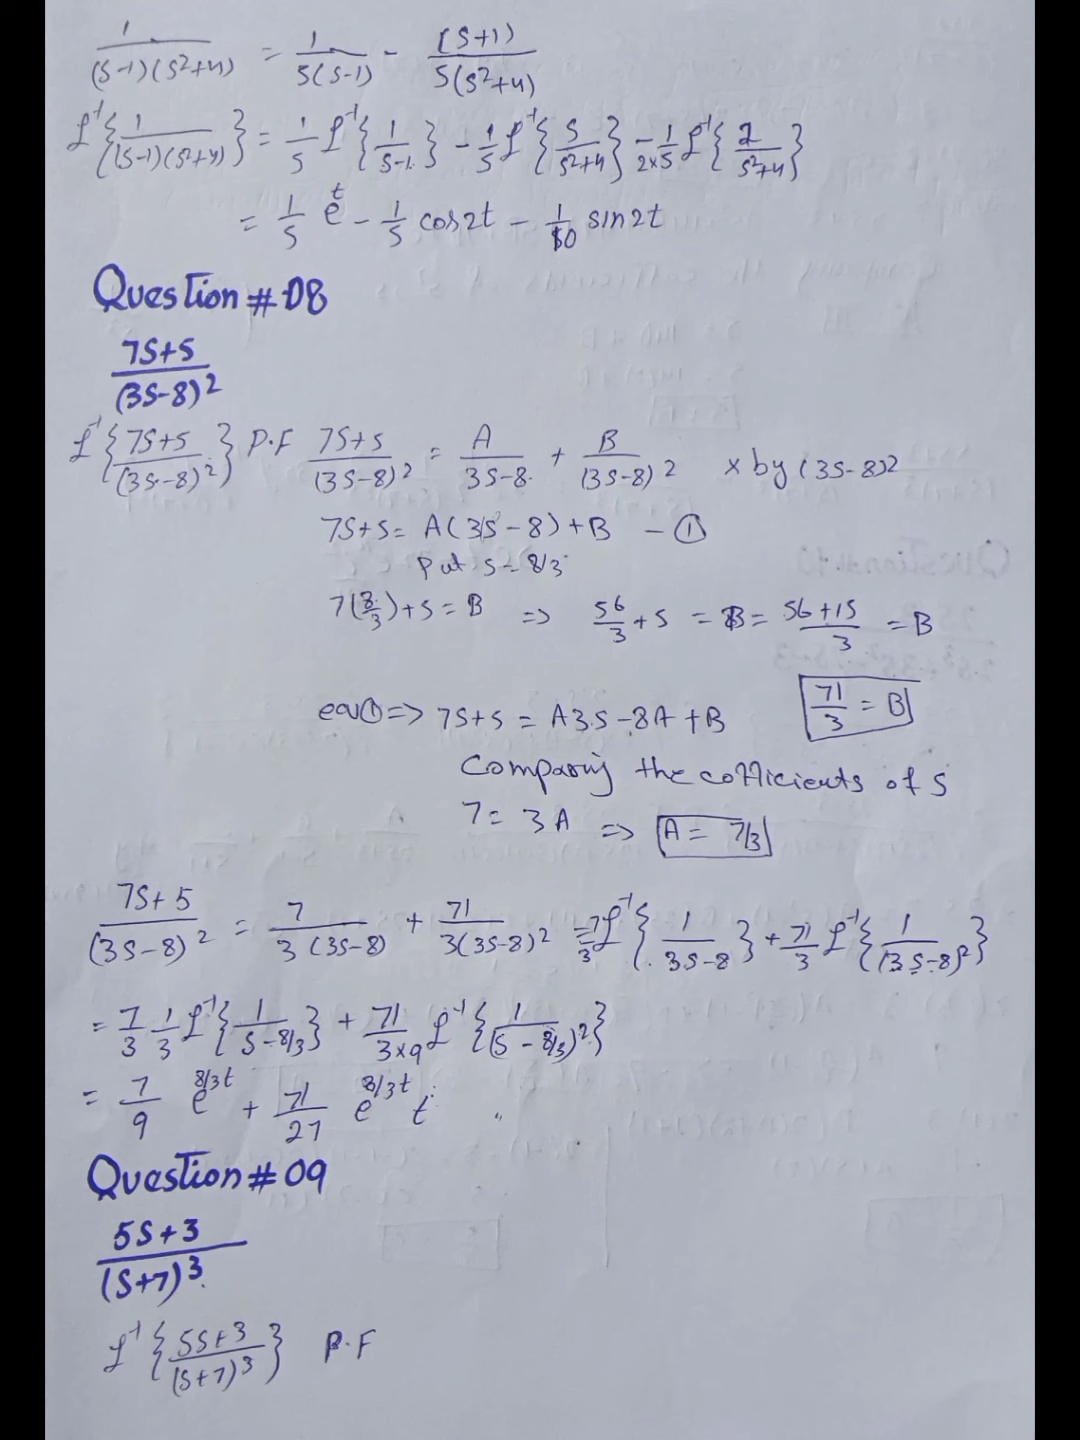 1/((S-1)(S²+4)) = 1/(5(S-1)) - (S+1)/(5(S²+4))
ℒ⁻¹{1/((S-1)(S²+4))} = 1/5 ℒ⁻¹{1/(S-1)} - 1/5 ℒ⁻¹{S/(S²+4)} - 1/(2×5) ℒ⁻¹{2/(S²+4)}
= 1/5 e^t - 1/5 cos2t - 1/10 sin2t
Question # 08
(7S+5)/(3S-8)²
ℒ⁻¹{(7S+5)/(3S-8)²} P.F (7S+5)/(3S-8)² = A/(3S-8) + B/(3S-8)² × by (3S-8)²
7S+5 = A(3S-8)+B — ①
Put S = 8/3
7(8/3)+5 = B => 56/3+5 = B = (56+15)/3 = B
71/3 = B
eq① => 7S+5 = A3S-8A+B
Comparing the cofficients of S
7 = 3A => A = 7/3
(7S+5)/(3S-8)² = 7/(3(3S-8)) + 71/(3(3S-8)²) = 7/3 ℒ⁻¹{1/(3S-8)} + 71/3 ℒ⁻¹{1/(3S-8)²}
= 7/3 1/3 ℒ⁻¹{1/(S-8/3)} + 71/(3×9) ℒ⁻¹{1/(S-8/3)²}
= 7/9 e^(8/3t) + 71/27 e^(8/3t) t
Question # 09
(5S+3)/(S+7)³
ℒ⁻¹{(5S+3)/(S+7)³} P.F